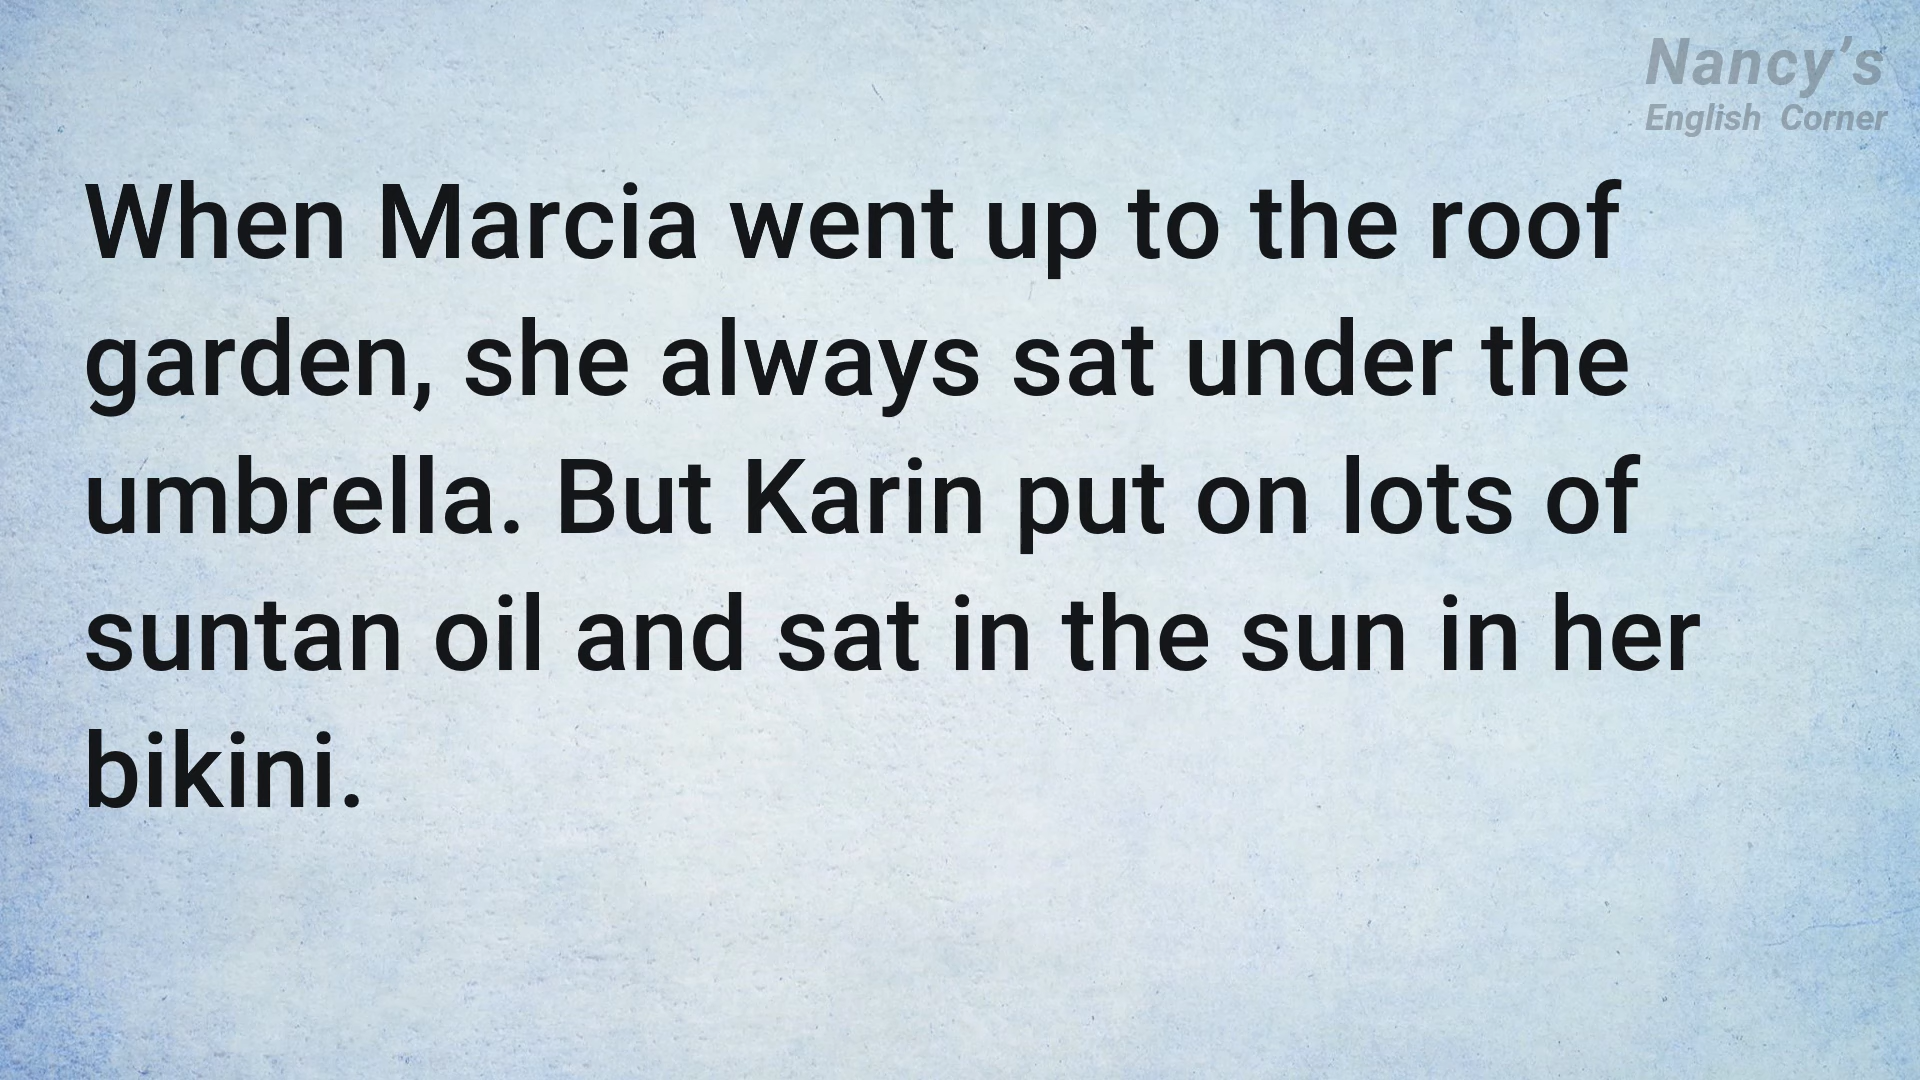 Nancy's
English Corner
When Marcia went up to the roof
garden, she always sat under the
umbrella. But Karin put on lots of
suntan oil and sat in the sun in her
bikini.